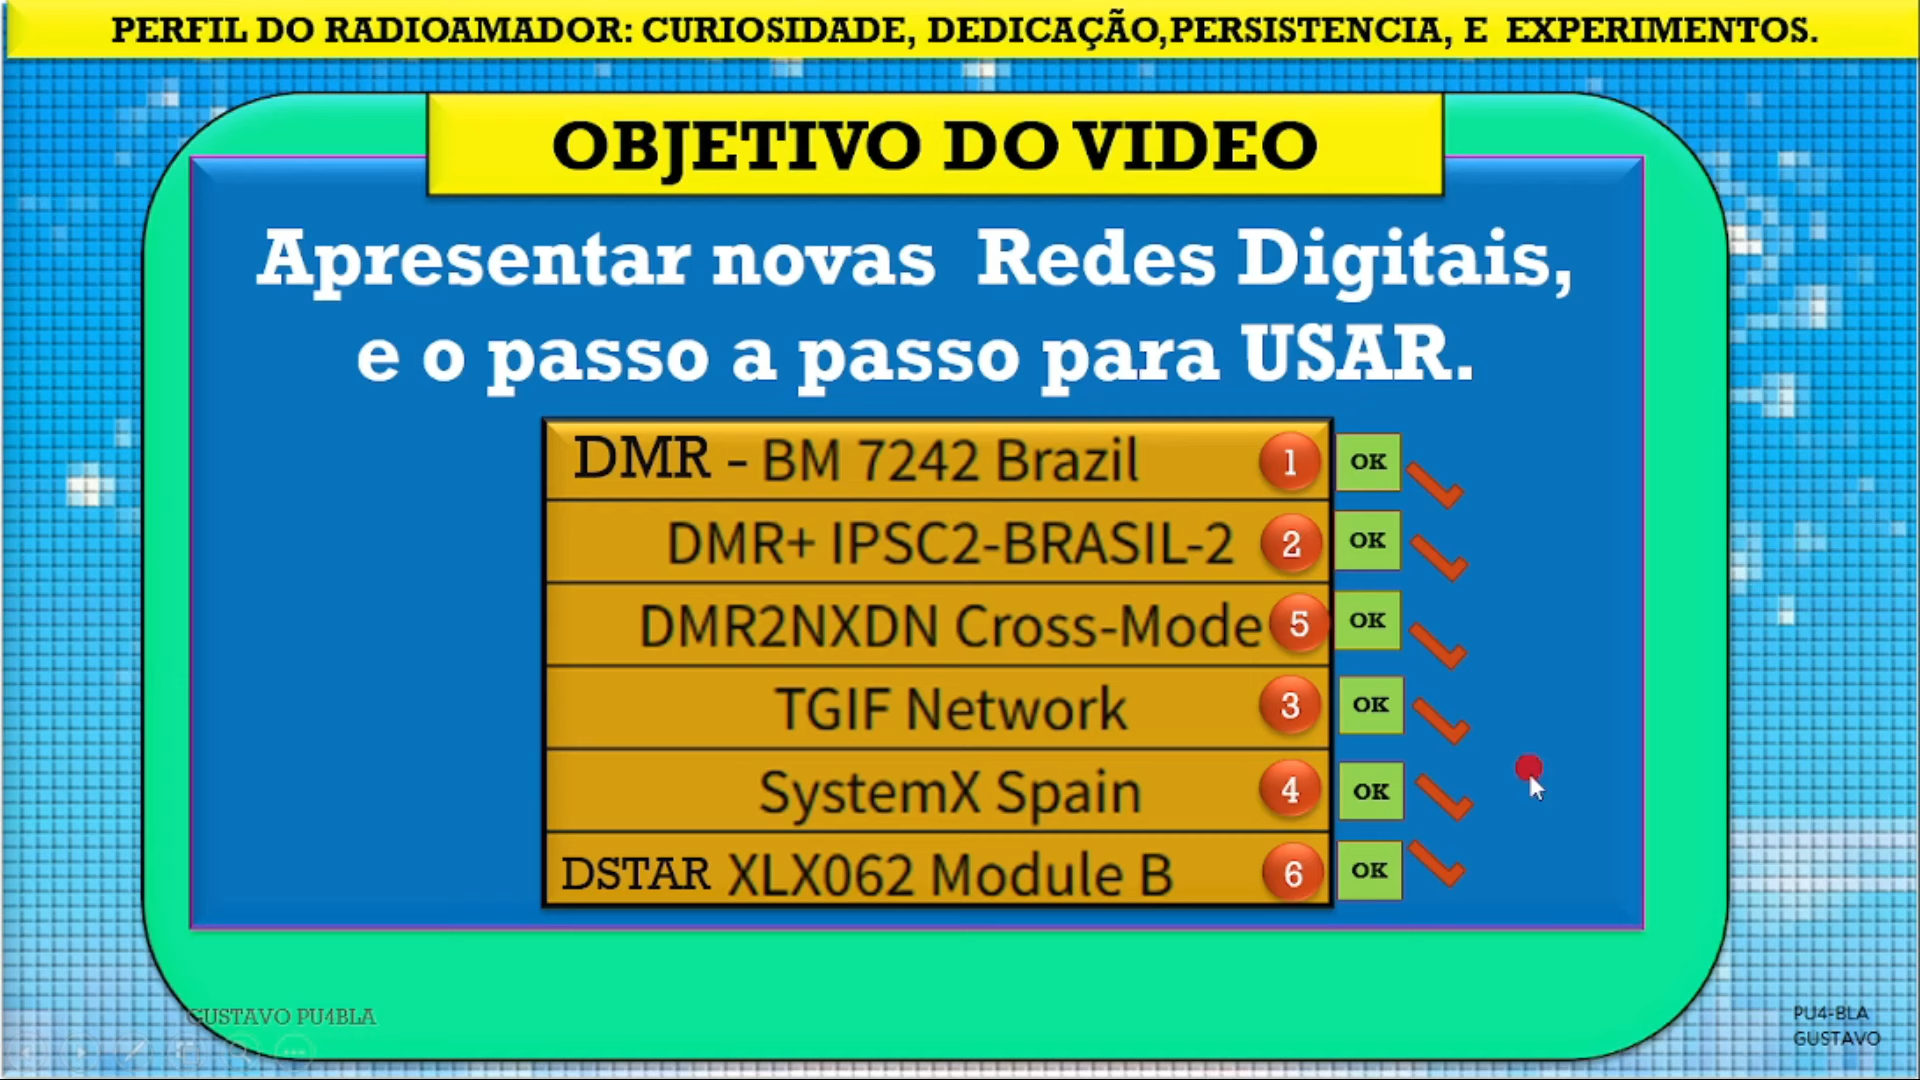 PERFIL DO RADIOAMADOR: CURIOSIDADE, DEDICAÇÃO,PERSISTENCIA, E EXPERIMENTOS.
OBJETIVO DO VIDEO
Apresentar novas Redes Digitais,
e o passo a passo para USAR.
DMR - BM 7242 Brazil 1 OK
DMR+ IPSC2-BRASIL-2 2 OK
DMR2NXDN Cross-Mode 5 OK
TGIF Network 3 OK
SystemX Spain 4 OK
DSTAR XLX062 Module B 6 OK
GUSTAVO PU4BLA
PU4-BLA
GUSTAVO